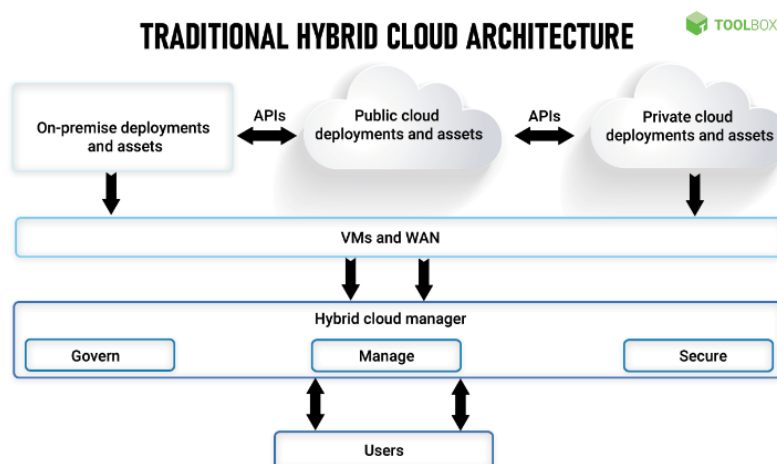 TRADITIONAL HYBRID CLOUD ARCHITECTURE
TOOLBOX
On-premise deployments
and assets
APIs
Public cloud
deployments and assets
APIs
Private cloud
deployments and assets
VMs and WAN
Hybrid cloud manager
Govern
Manage
Secure
Users